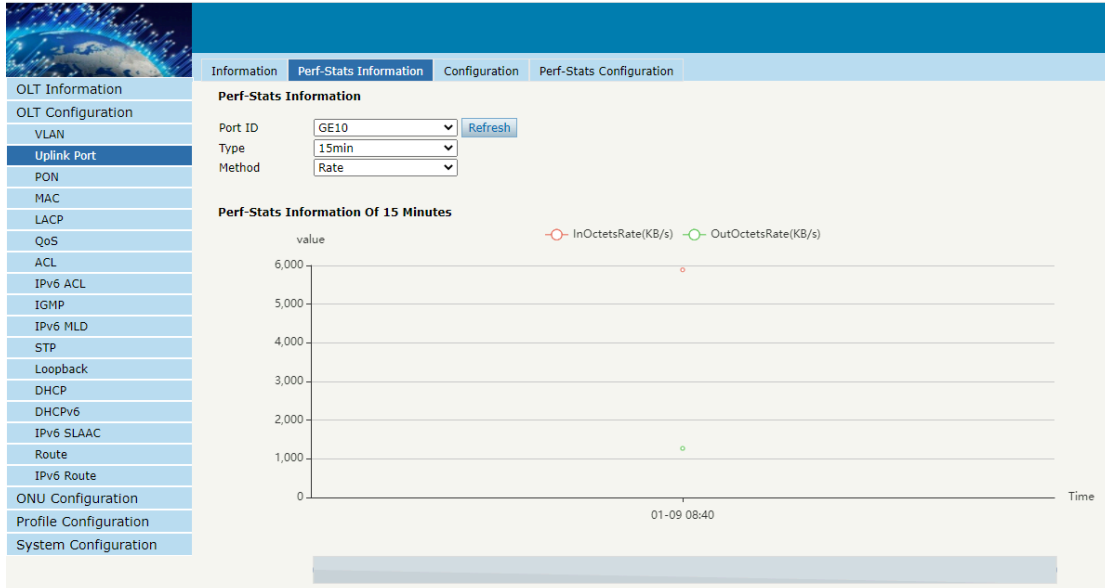 Information Perf-Stats Information Configuration Perf-Stats Configuration
OLT Information
OLT Configuration
VLAN
Uplink Port
PON
MAC
LACP
QoS
ACL
IPv6 ACL
IGMP
IPv6 MLD
STP
Loopback
DHCP
DHCPv6
IPv6 SLAAC
Route
IPv6 Route
ONU Configuration
Profile Configuration
System Configuration
Perf-Stats Information
Port ID GE10 Refresh
Type 15min
Method Rate
Perf-Stats Information Of 15 Minutes
value InOctetsRate(KB/s) OutOctetsRate(KB/s)
6,000
5,000
4,000
3,000
2,000
1,000
0 Time
01-09 08:40